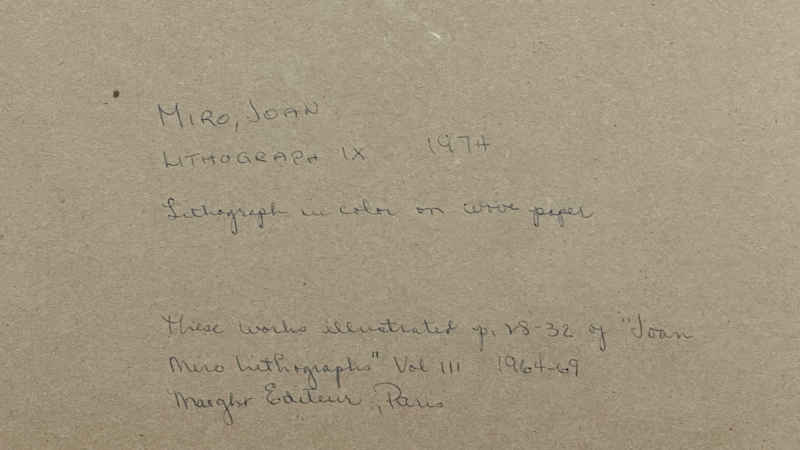 MIRO, JOAN
LITHOGRAPH IX 1974
Lithograph in color on wove paper
These works illustrated p. 28-32 of "Joan
Miro Lithographs" Vol III 1964-69
Maeght Editeur, Paris